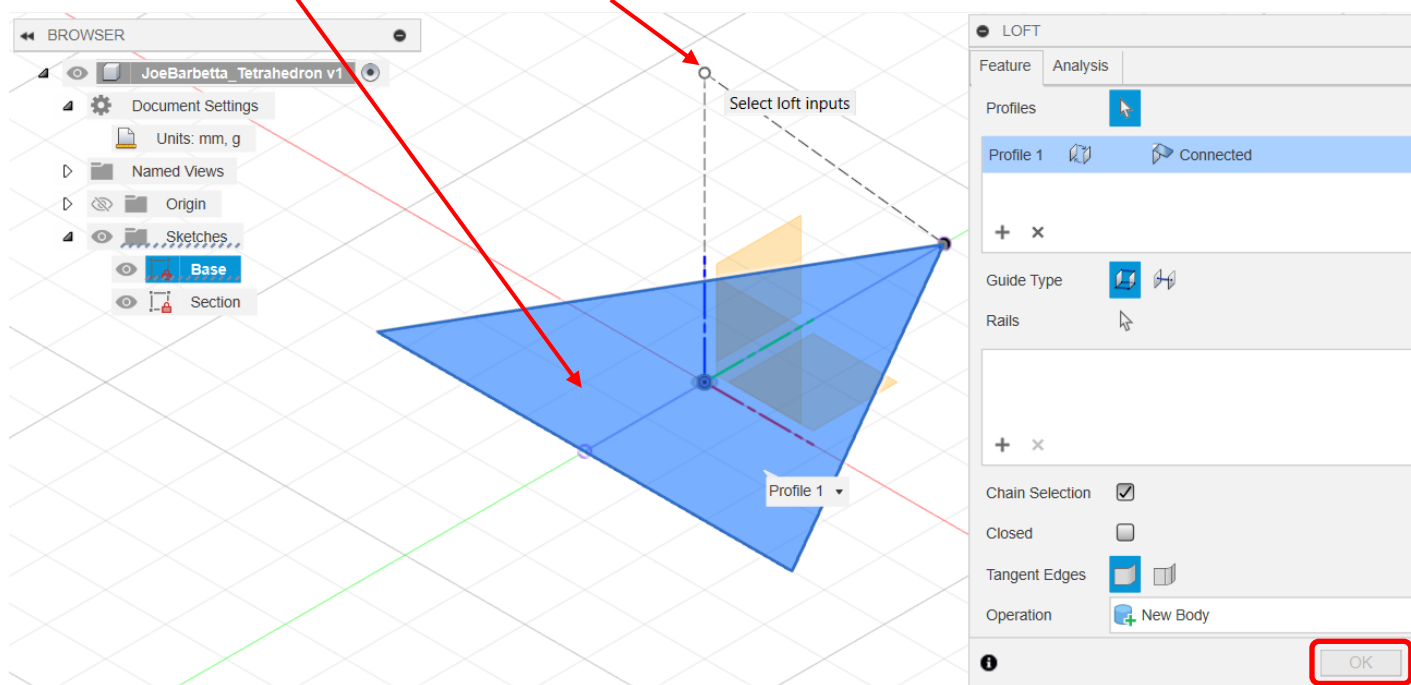 BROWSER
JoeBarbetta_Tetrahedron v1
Document Settings
Units: mm, g
Named Views
Origin
Sketches
Base
Section
Select loft inputs
Profile 1
LOFT
Feature Analysis
Profiles
Profile 1 Connected
Guide Type
Rails
Chain Selection
Closed
Tangent Edges
Operation New Body
OK